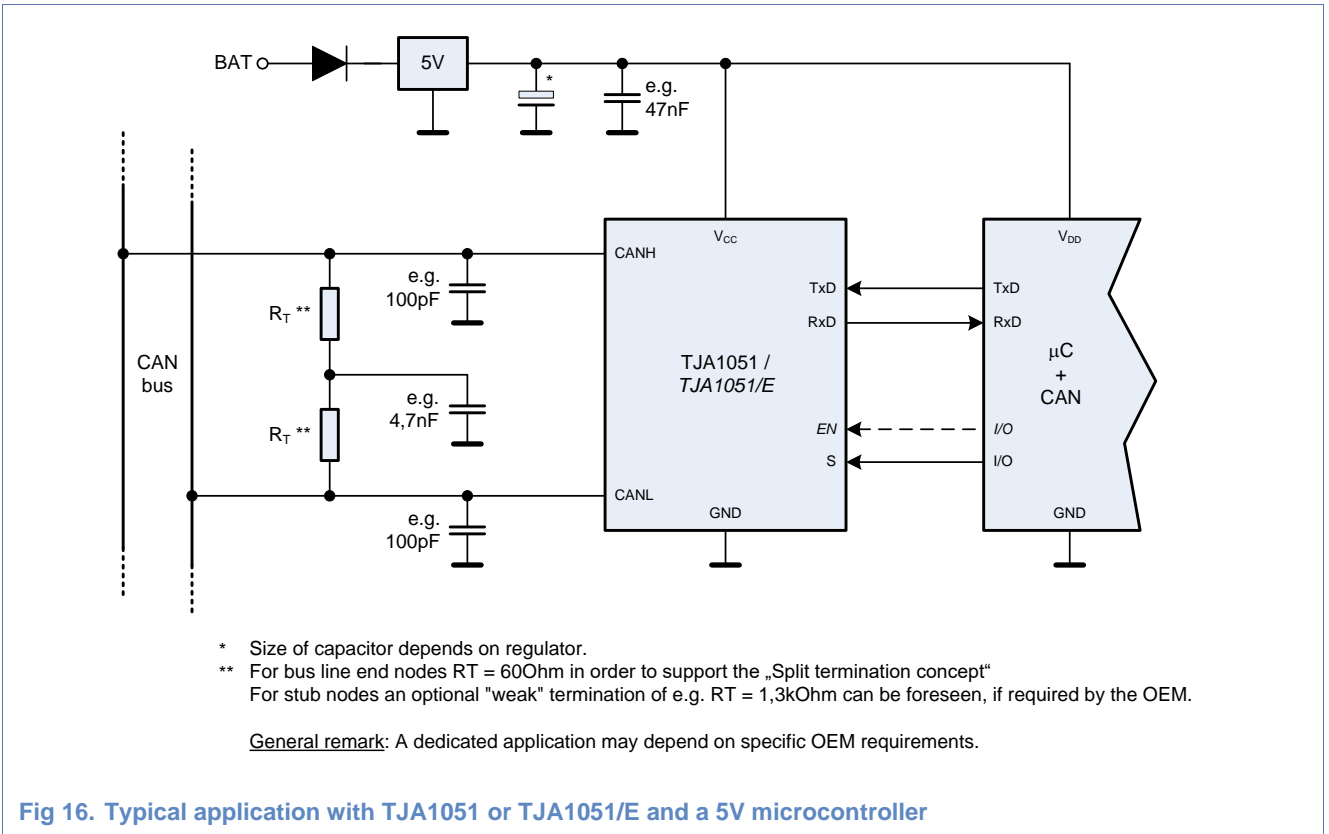 BAT
5V
*
e.g.
47nF
VCC
VDD
CANH
e.g.
100pF
TxD
TxD
RT **
RxD
RxD
CAN
bus
TJA1051 /
TJA1051/E
µC
+
CAN
e.g.
4,7nF
RT **
EN
I/O
S
I/O
CANL
e.g.
100pF
GND
GND
* Size of capacitor depends on regulator.
** For bus line end nodes RT = 60Ohm in order to support the „Split termination concept“
For stub nodes an optional "weak" termination of e.g. RT = 1,3kOhm can be foreseen, if required by the OEM.
General remark: A dedicated application may depend on specific OEM requirements.
Fig 16. Typical application with TJA1051 or TJA1051/E and a 5V microcontroller